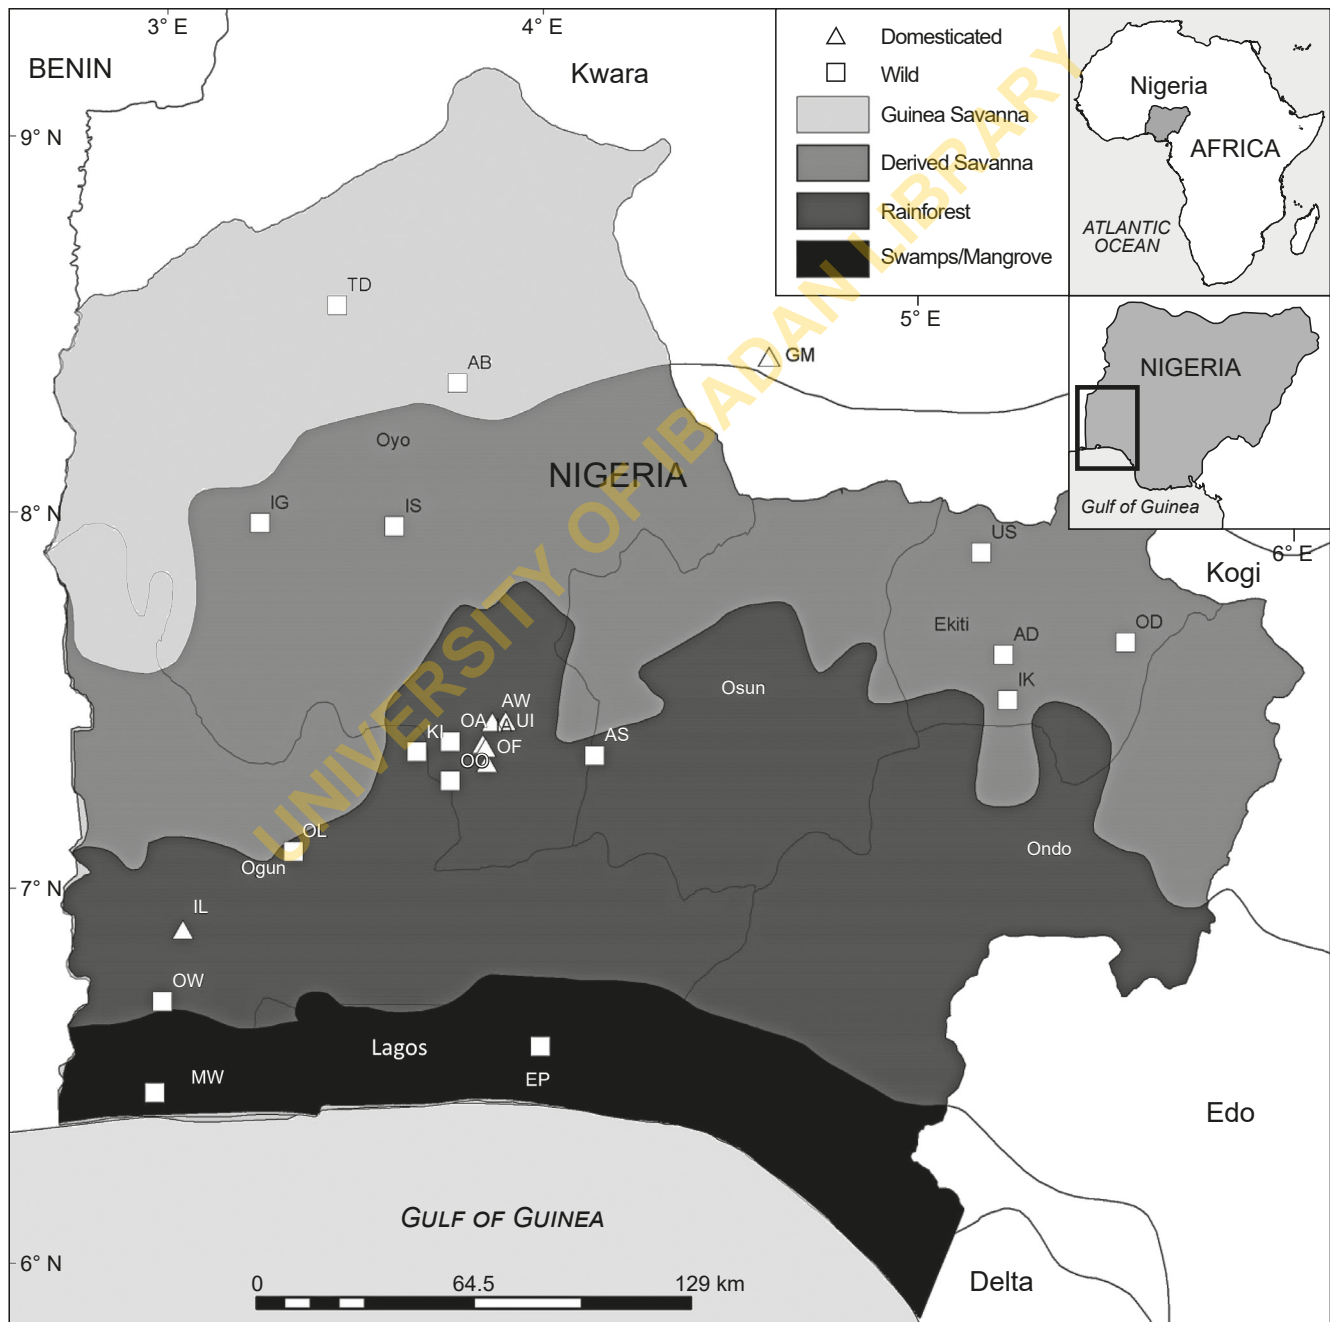 3° E
4° E
BENIN
Kwara
Domesticated
Wild
Guinea Savanna
Derived Savanna
Rainforest
Swamps/Mangrove
Nigeria
AFRICA
ATLANTIC
OCEAN
9° N
TD
5° E
GM
AB
NIGERIA
Gulf of Guinea
Oyo
NIGERIA
IG
IS
8° N
US
6° E
Kogi
Ekiti
AD
OD
IK
Osun
AW
OA
UI
KI
OF
OO
AS
OL
Ogun
Ondo
7° N
IL
OW
Lagos
MW
EP
Edo
GULF OF GUINEA
6° N
0
64.5
129 km
Delta
UNIVERSITY OF IBADAN LIBRARY